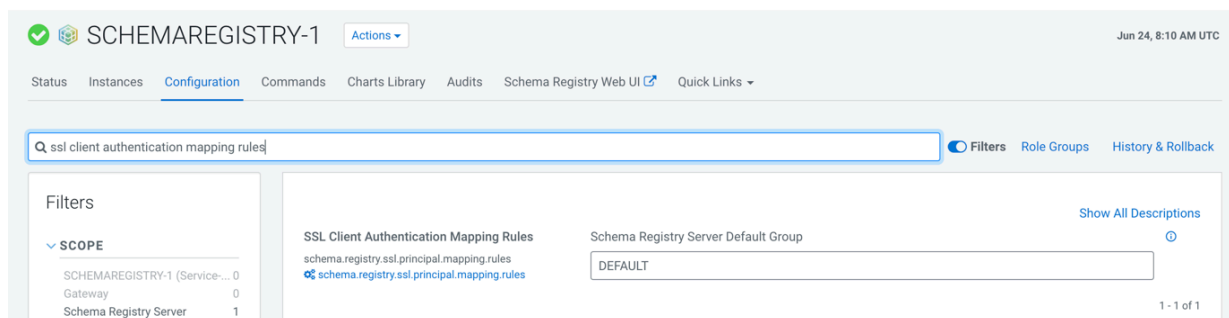 SCHEMAREGISTRY-1 Actions Jun 24, 8:10 AM UTC
Status Instances Configuration Commands Charts Library Audits Schema Registry Web UI Quick Links
ssl client authentication mapping rules Filters Role Groups History & Rollback
Filters
Show All Descriptions
SCOPE
SSL Client Authentication Mapping Rules Schema Registry Server Default Group
schema.registry.ssl.principal.mapping.rules
DEFAULT
schema.registry.ssl.principal.mapping.rules
SCHEMAREGISTRY-1 (Service-... 0
Gateway 0
Schema Registry Server 1
1 - 1 of 1